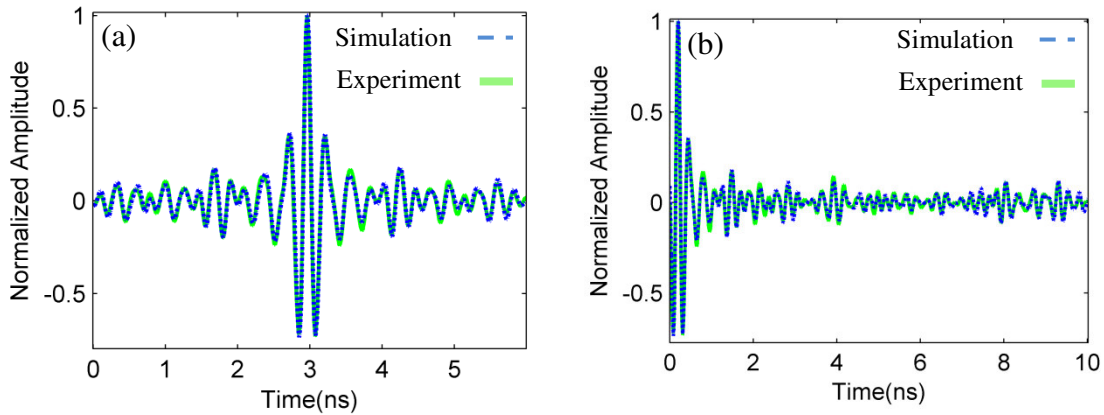 (a)
Simulation
Experiment
Normalized Amplitude
1
0.5
0
-0.5
0 1 2 3 4 5
Time(ns)
(b)
Simulation
Experiment
Normalized Amplitude
1
0.5
0
-0.5
0 2 4 6 8 10
Time(ns)